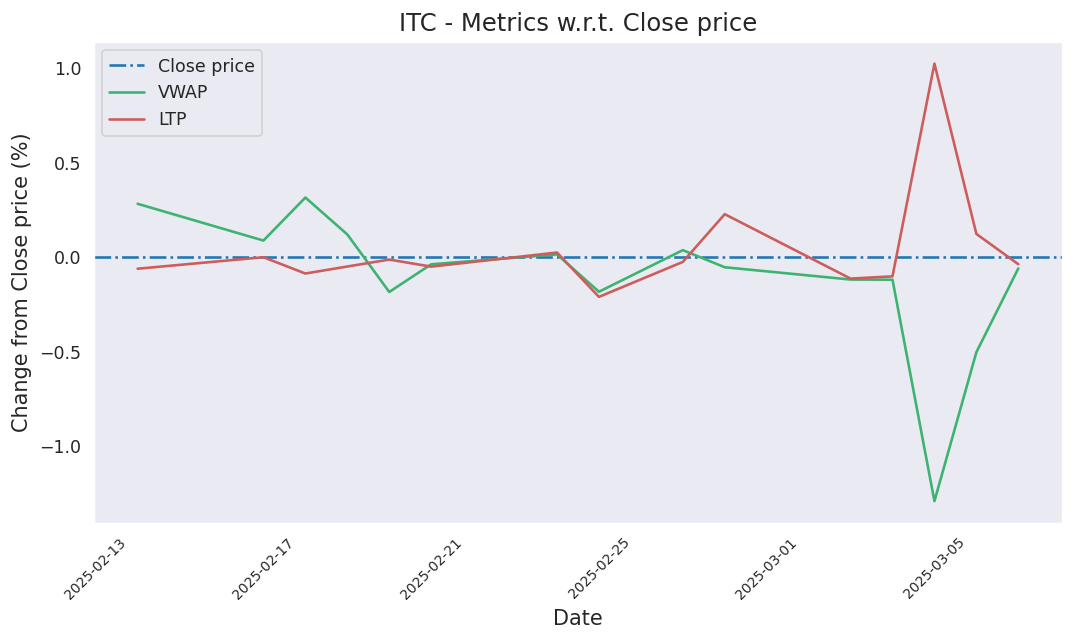 ITC - Metrics w.r.t. Close price
Close price
VWAP
LTP
Change from Close price (%)
1.0
0.5
0.0
−0.5
−1.0
2025-02-13
2025-02-17
2025-02-21
2025-02-25
2025-03-01
2025-03-05
Date